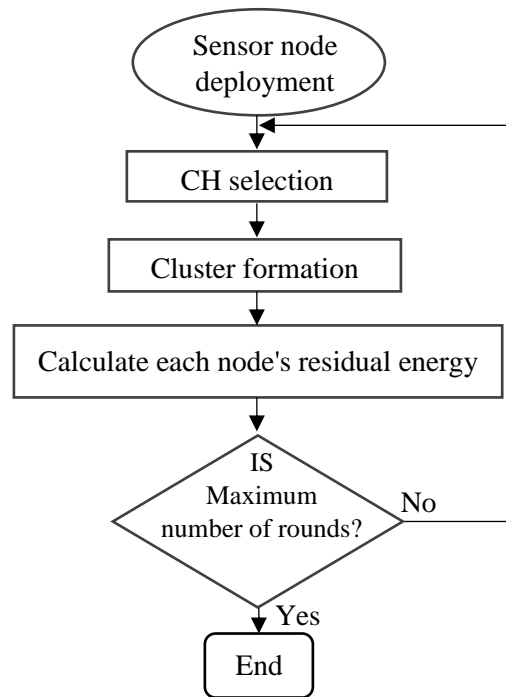 Sensor node
deployment
CH selection
Cluster formation
Calculate each node's residual energy
IS
Maximum
number of rounds?
No
Yes
End